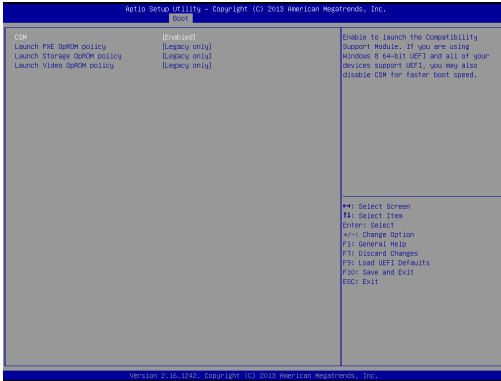 Aptio Setup Utility - Copyright (C) 2013 American Megatrends, Inc.
Boot
CSM [Enabled]
Launch PXE OpROM policy [Legacy only]
Launch Storage OpROM policy [Legacy only]
Launch Video OpROM policy [Legacy only]
Enable to launch the Compatibility
Support Module. If you are using
Windows 8 64-bit UEFI and all of your
devices support UEFI, you may also
disable CSM for faster boot speed.
→←: Select Screen
↑↓: Select Item
Enter: Select
+/-: Change Option
F1: General Help
F7: Discard Changes
F9: Load UEFI Defaults
F10: Save and Exit
ESC: Exit
Version 2.16.1242. Copyright (C) 2013 American Megatrends, Inc.